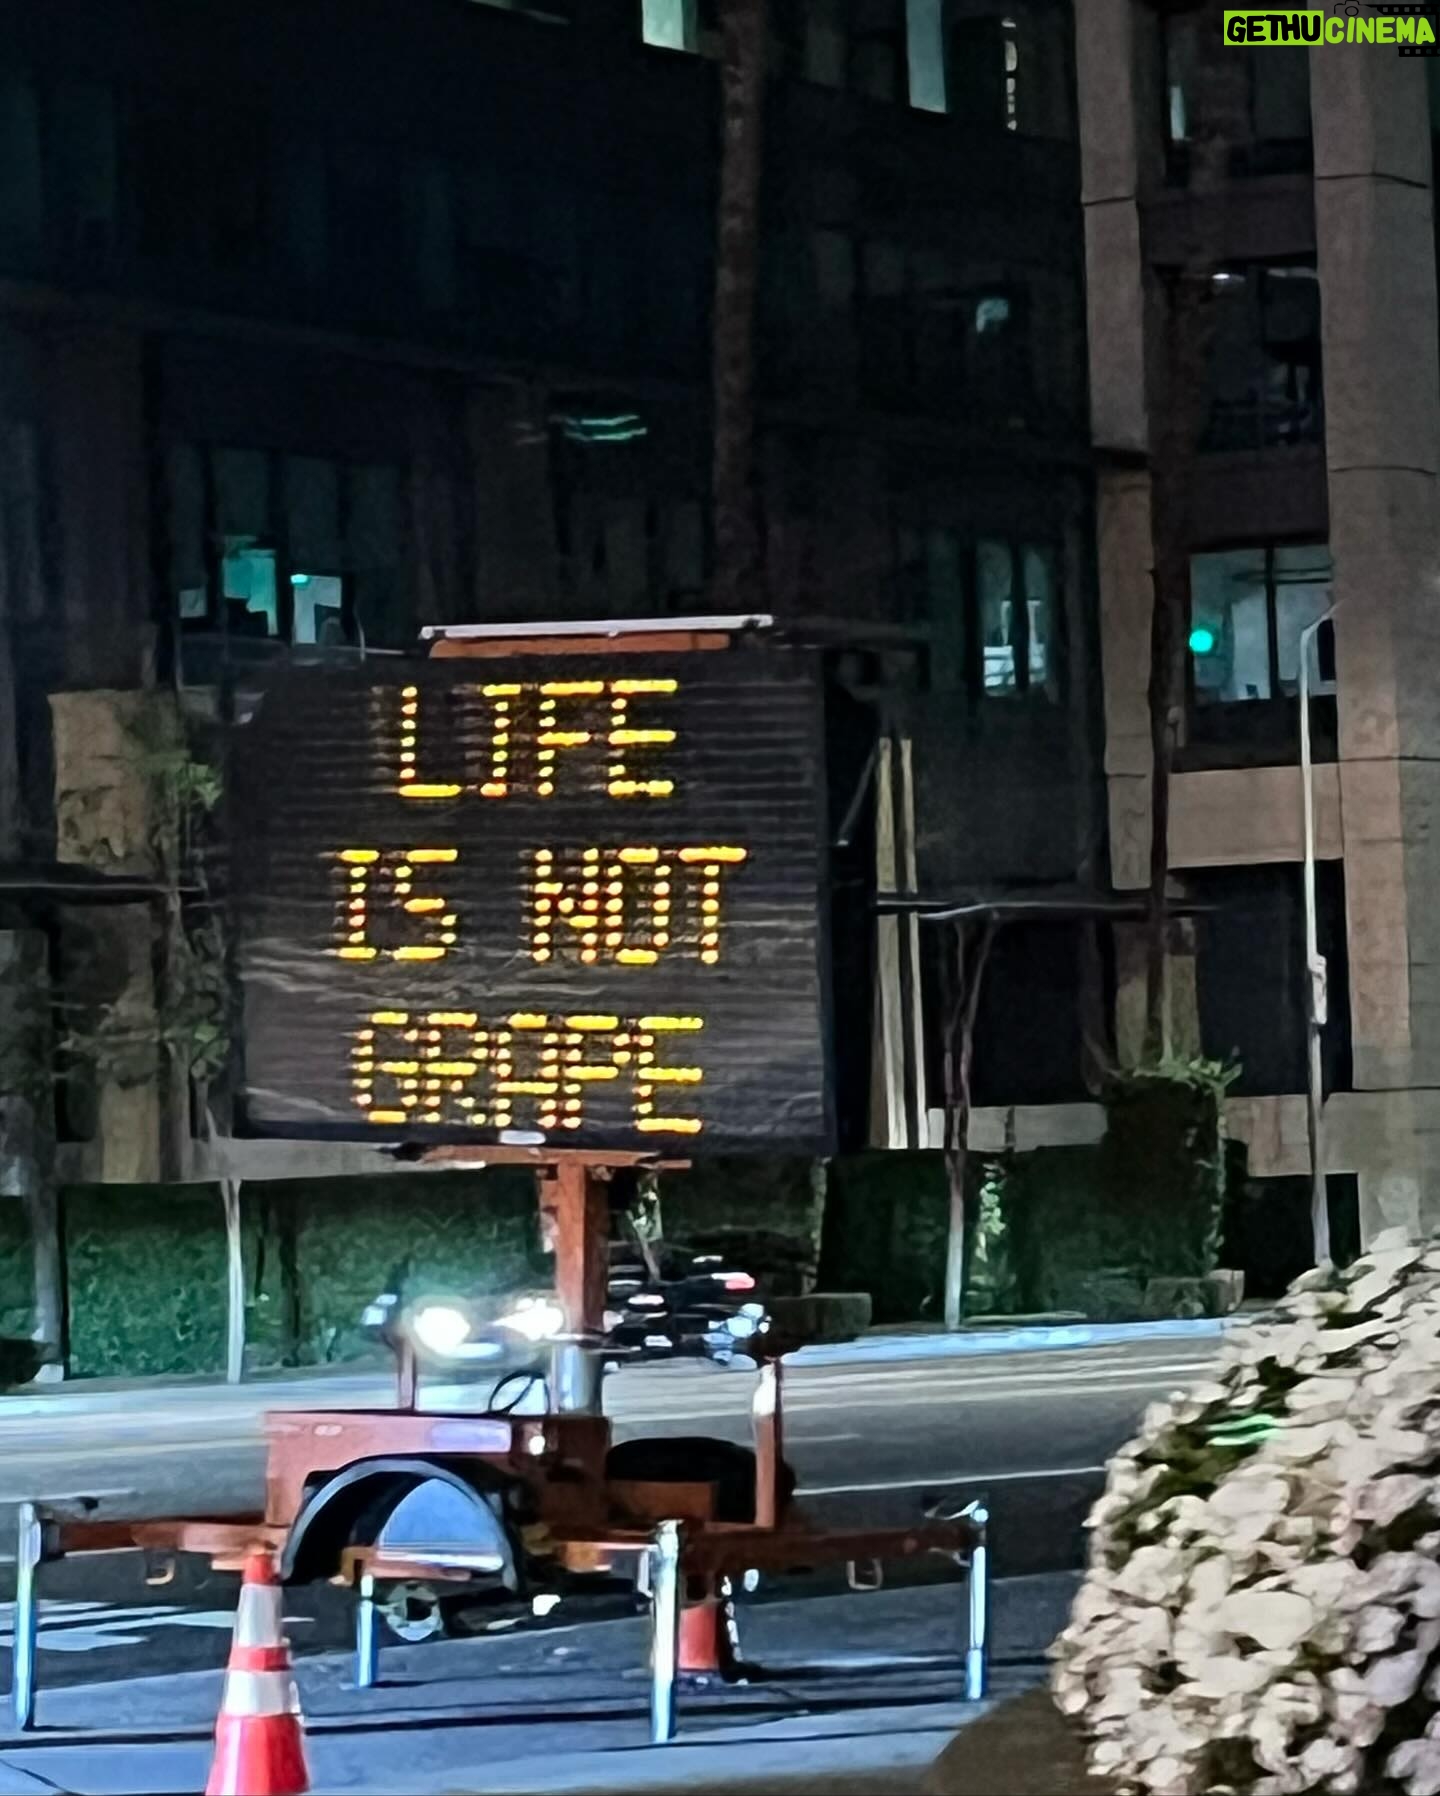 GETHUCINEMA
LIFE
IS NOT
GRAPE